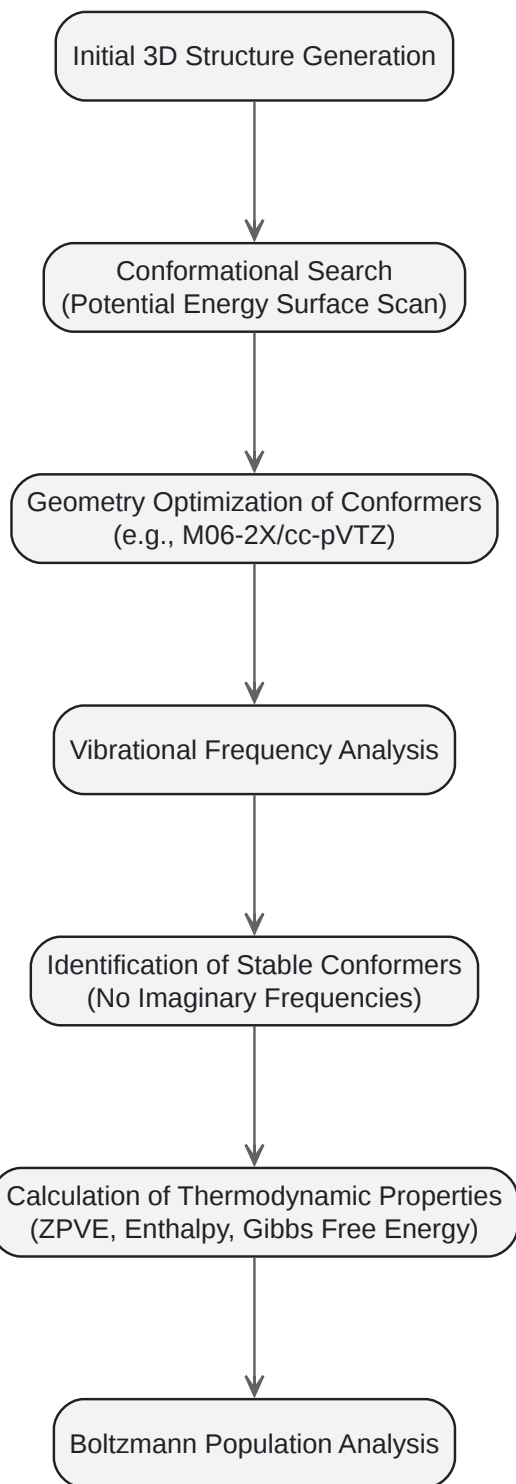 Initial 3D Structure Generation
Conformational Search
(Potential Energy Surface Scan)
Geometry Optimization of Conformers
(e.g., M06-2X/cc-pVTZ)
Vibrational Frequency Analysis
Identification of Stable Conformers
(No Imaginary Frequencies)
Calculation of Thermodynamic Properties
(ZPVE, Enthalpy, Gibbs Free Energy)
Boltzmann Population Analysis